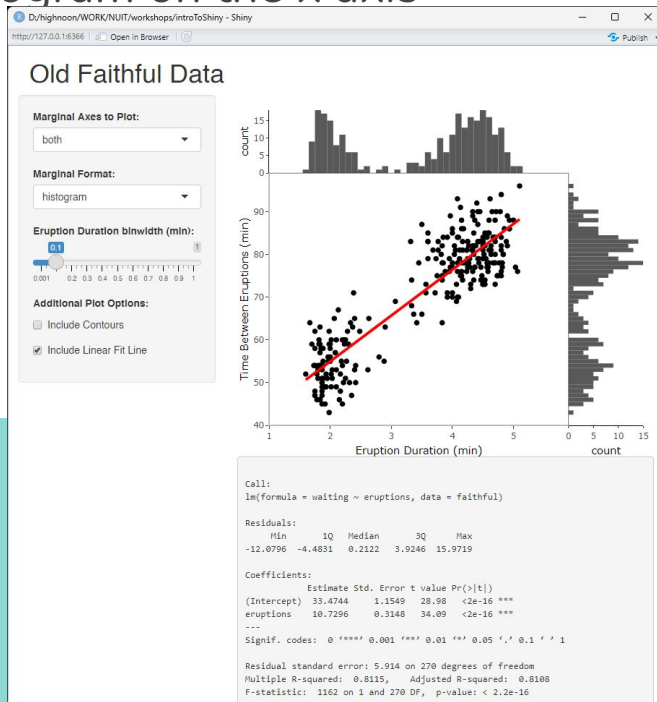 ogram on the x axis
D:/highnoon/WORK/NUIT/workshops/introToShiny - Shiny
http://127.0.0.1:6366 Open in Browser Publish
Old Faithful Data
Marginal Axes to Plot:
both
Marginal Format:
histogram
Eruption Duration binwidth (min):
0.1 1
0.001 0.2 0.3 0.4 0.5 0.6 0.7 0.8 0.9 1
Additional Plot Options:
Include Contours
Include Linear Fit Line
count
15
10
5
0
Time Between Eruptions (min)
90
80
70
60
50
40
1 2 3 4 5
Eruption Duration (min)
0 5 10 15
count
Call:
lm(formula = waiting ~ eruptions, data = faithful)
Residuals:
Min 1Q Median 3Q Max
-12.0796 -4.4831 0.2122 3.9246 15.9719
Coefficients:
Estimate Std. Error t value Pr(>|t|)
(Intercept) 33.4744 1.1549 28.98 <2e-16 ***
eruptions 10.7296 0.3148 34.09 <2e-16 ***
---
Signif. codes: 0 ‘***’ 0.001 ‘**’ 0.01 ‘*’ 0.05 ‘.’ 0.1 ‘ ’ 1
Residual standard error: 5.914 on 270 degrees of freedom
Multiple R-squared: 0.8115, Adjusted R-squared: 0.8108
F-statistic: 1162 on 1 and 270 DF, p-value: < 2.2e-16